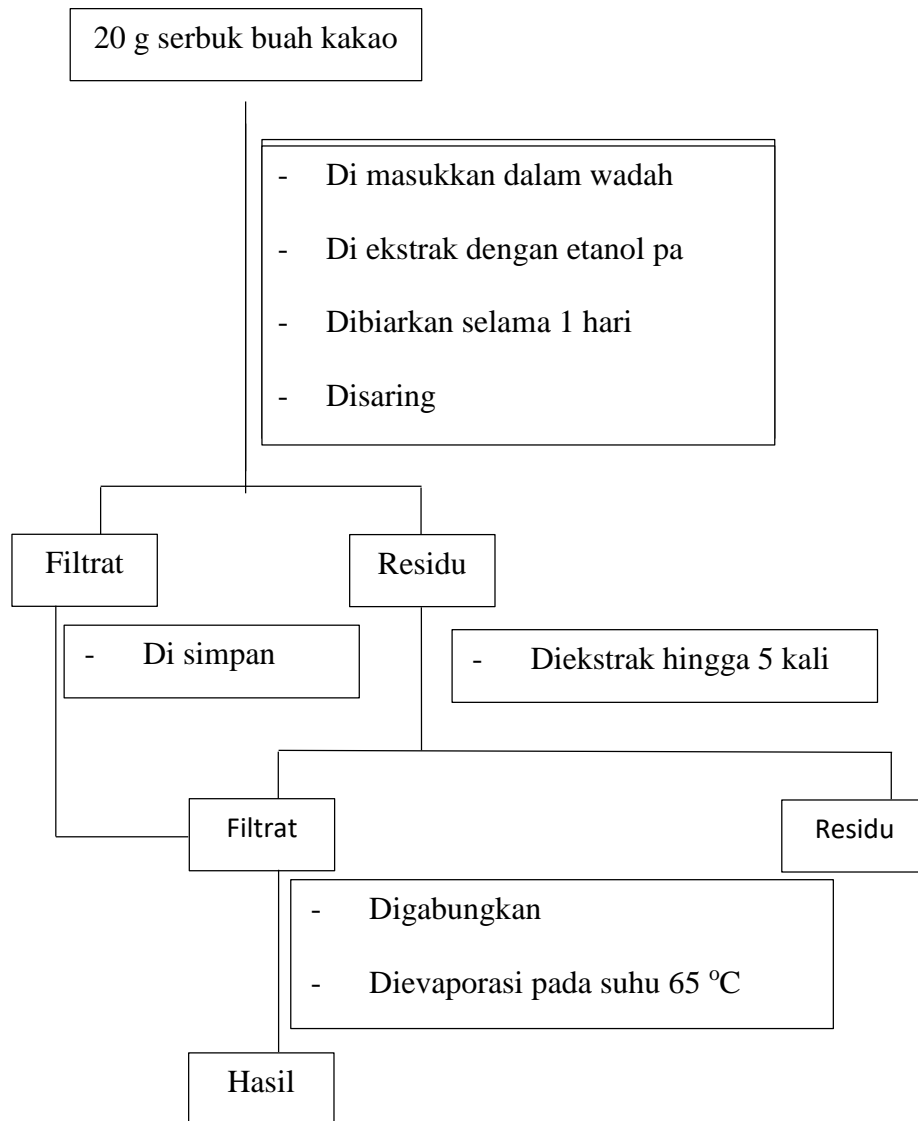 20 g serbuk buah kakao
- Di masukkan dalam wadah
- Di ekstrak dengan etanol pa
- Dibiarkan selama 1 hari
- Disaring
Filtrat
Residu
- Di simpan
- Diekstrak hingga 5 kali
Filtrat
Residu
- Digabungkan
- Dievaporasi pada suhu 65 °C
Hasil